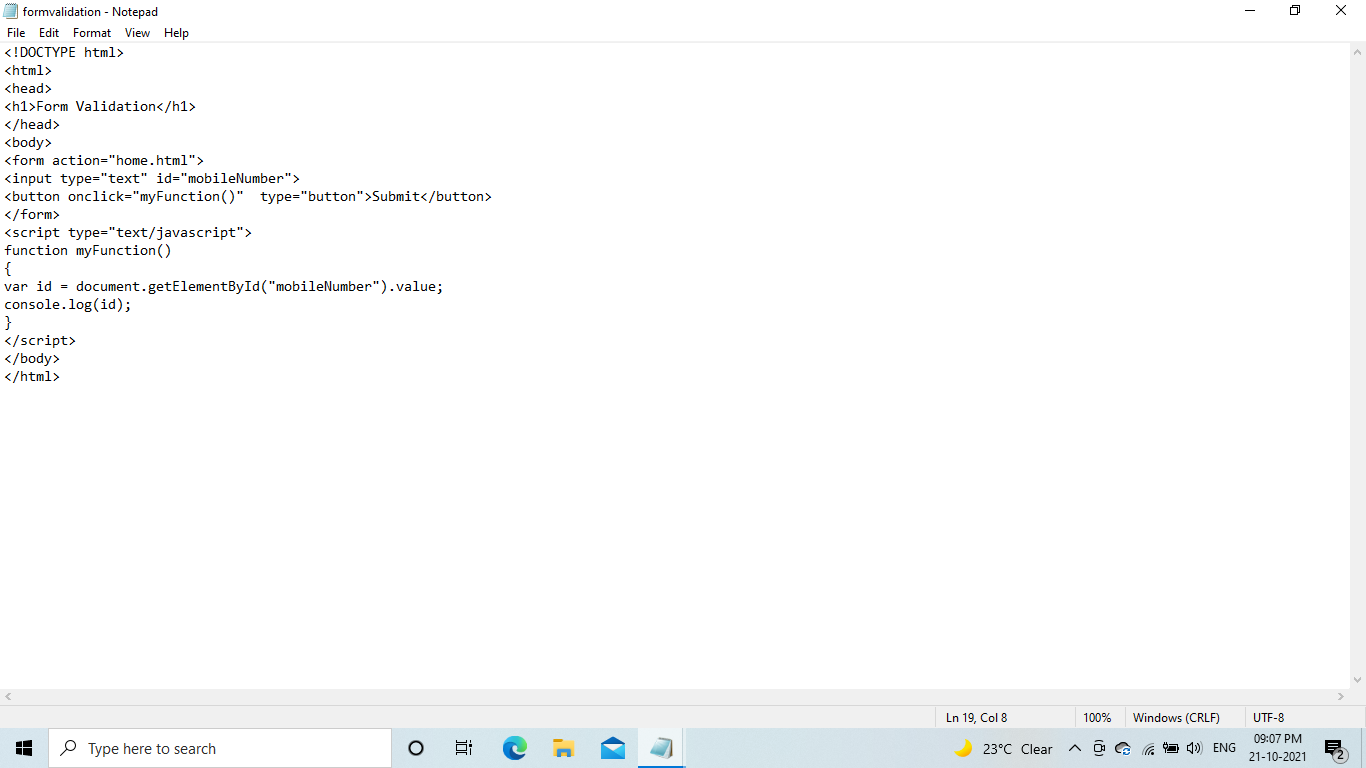 formvalidation - Notepad
File Edit Format View Help
<!DOCTYPE html>
<html>
<head>
<h1>Form Validation</h1>
</head>
<body>
<form action="home.html">
<input type="text" id="mobileNumber">
<button onclick="myFunction()"  type="button">Submit</button>
</form>
<script type="text/javascript">
function myFunction()
{
var id = document.getElementById("mobileNumber").value;
console.log(id);
}
</script>
</body>
</html>
Ln 19, Col 8 100% Windows (CRLF) UTF-8
Type here to search 23°C Clear ENG 09:07 PM
21-10-2021 2